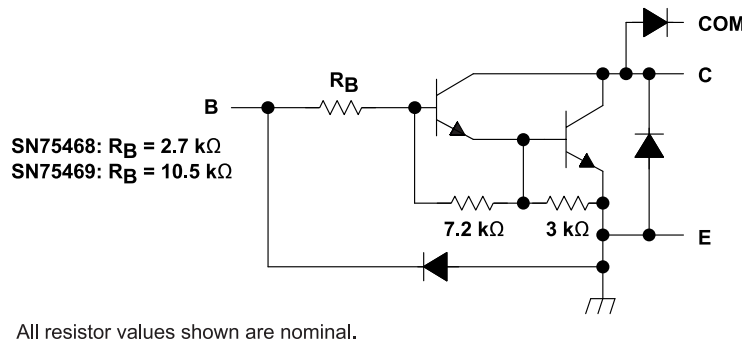 COM
C
RB
B
SN75468: RB = 2.7 kΩ
SN75469: RB = 10.5 kΩ
7.2 kΩ
3 kΩ
E
All resistor values shown are nominal.